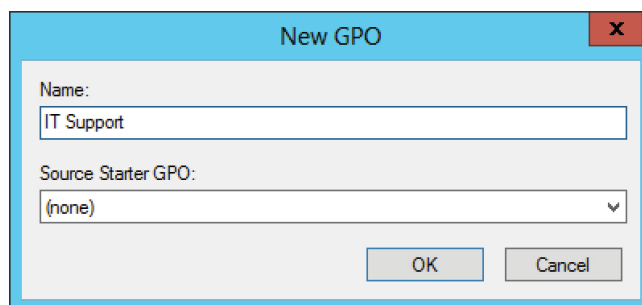 New GPO
x
Name:
IT Support
Source Starter GPO:
(none)
OK Cancel